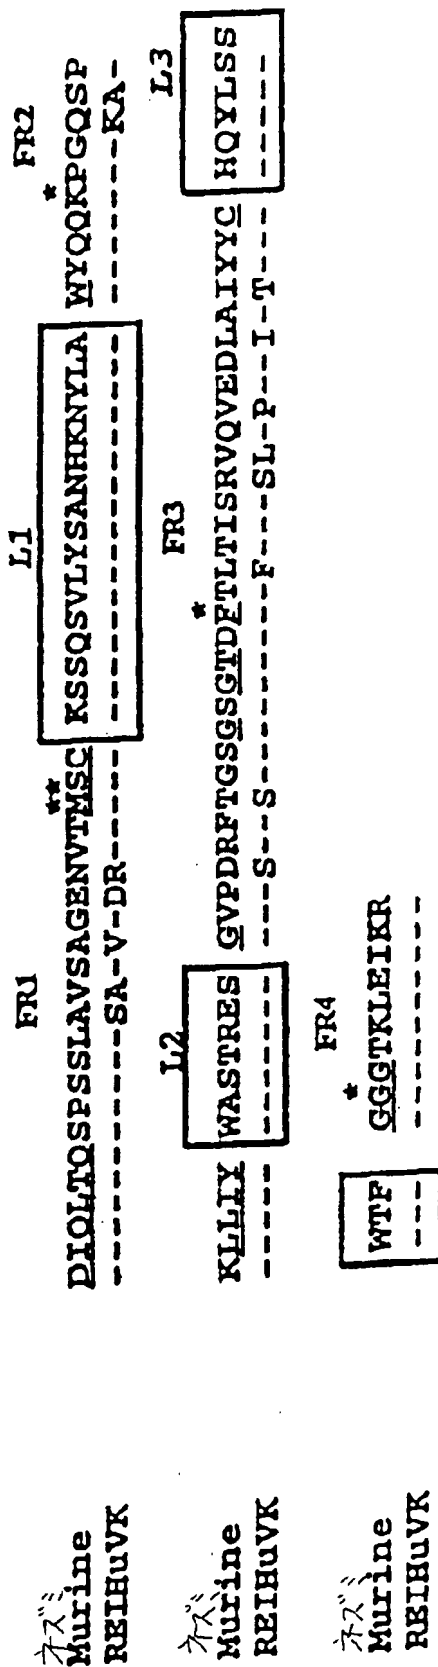 FR1 L1 FR2
** *
ネズミ
Murine DIQLTQSPSSLAVSAGENVTMSC KSSQSVLYSANHKNYLA WYQQKPGQSP
REIHuVK -----------SA-V-DR----- ----------------- -------KA-
L2 FR3 L3
*
ネズミ
Murine KLLIY WASTRES GVPDRFTGSGSGTDFTLTISRVQVEDLAIYYC HQYLSS
REIHuVK ----- ------- ----S--S---------F----SL-P--I-T---- ------
FR4
*
ネズミ
Murine WTF GGGTKLEIKR
REIHuVK --- ----------